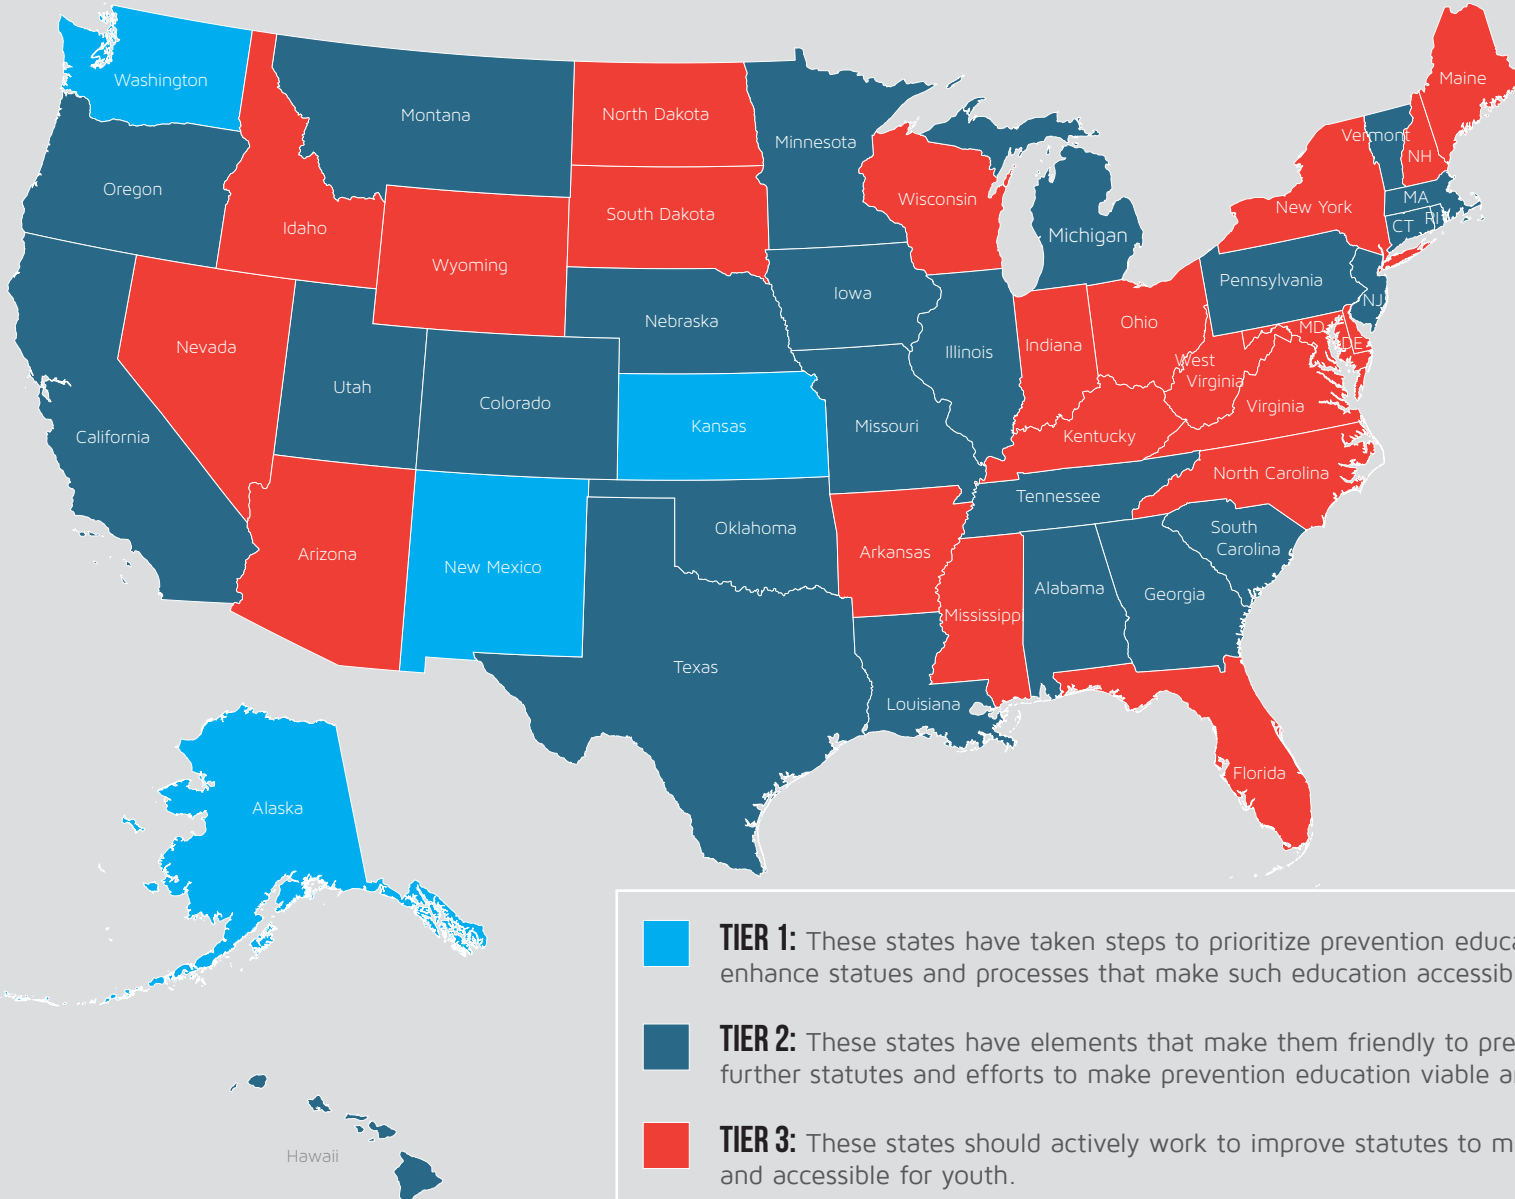 Washington
Montana
North Dakota
Minnesota
Maine
Vermont
NH
Oregon
Idaho
South Dakota
Wisconsin
Michigan
New York
MA
CT
RI
Wyoming
Iowa
Pennsylvania
NJ
Nevada
Nebraska
Illinois
Indiana
Ohio
MD
DE
Utah
Colorado
Kansas
Missouri
West
Virginia
Virginia
California
Kentucky
North Carolina
Arizona
New Mexico
Oklahoma
Tennessee
Arkansas
South
Carolina
Mississippi
Alabama
Georgia
Texas
Louisiana
Florida
Alaska
Hawaii
TIER 1: These states have taken steps to prioritize prevention educa
enhance statues and processes that make such education accessib
TIER 2: These states have elements that make them friendly to pre
further statutes and efforts to make prevention education viable a
TIER 3: These states should actively work to improve statutes to m
and accessible for youth.